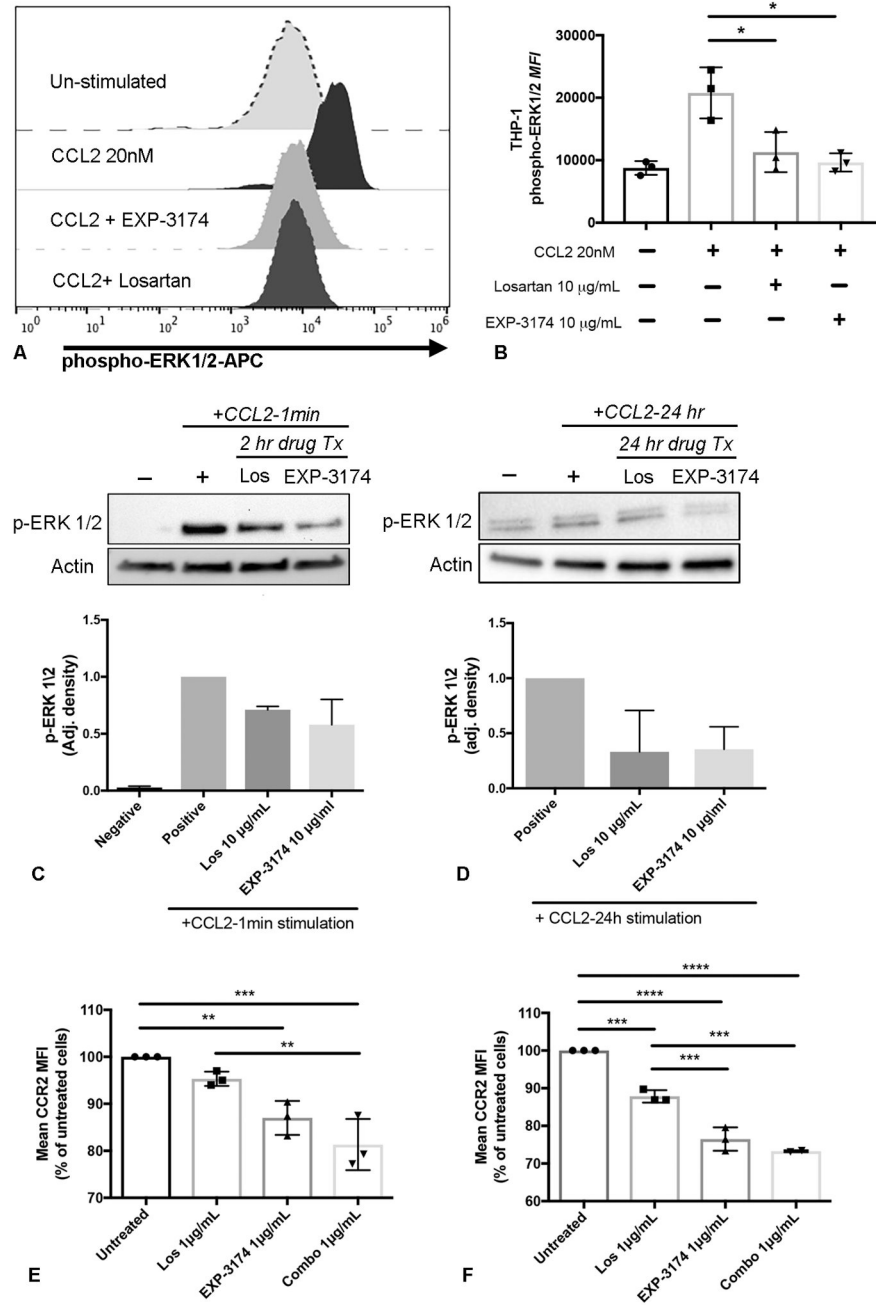 Un-stimulated
CCL2 20nM
CCL2 + EXP-3174
CCL2+ Losartan
10^0 10^1 10^2 10^3 10^4 10^5 10^6
phospho-ERK1/2-APC
A
* 
*
THP-1
phospho-ERK1/2 MFI
30000
20000
10000
0
CCL2 20nM − + + +
Losartan 10 µg/mL − − + −
EXP-3174 10 µg/mL − − − +
B
+CCL2-1min
2 hr drug Tx
− + Los EXP-3174
p-ERK 1/2
Actin
p-ERK 1\2
(Adj. density)
1.5
1.0
0.5
0.0
Negative
Positive
Los 10 µg/mL
EXP-3174 10 µg\ml
C
+CCL2-1min stimulation
+CCL2-24 hr
24 hr drug Tx
− + Los EXP-3174
p-ERK 1/2
Actin
p-ERK 1\2
(adj. density)
1.5
1.0
0.5
0.0
Positive
Los 10 µg/mL
EXP-3174 10 µg\ml
D
+ CCL2-24h stimulation
***
**
**
Mean CCR2 MFI
(% of untreated cells)
110
100
90
80
70
Untreated
Los 1µg/mL
EXP-3174 1µg/mL
Combo 1µg/mL
E
****
****
*** ***
***
Mean CCR2 MFI
(% of untreated cells)
110
100
90
80
70
60
Untreated
Los 1µg/mL
EXP-3174 1µg/mL
Combo 1µg/mL
F